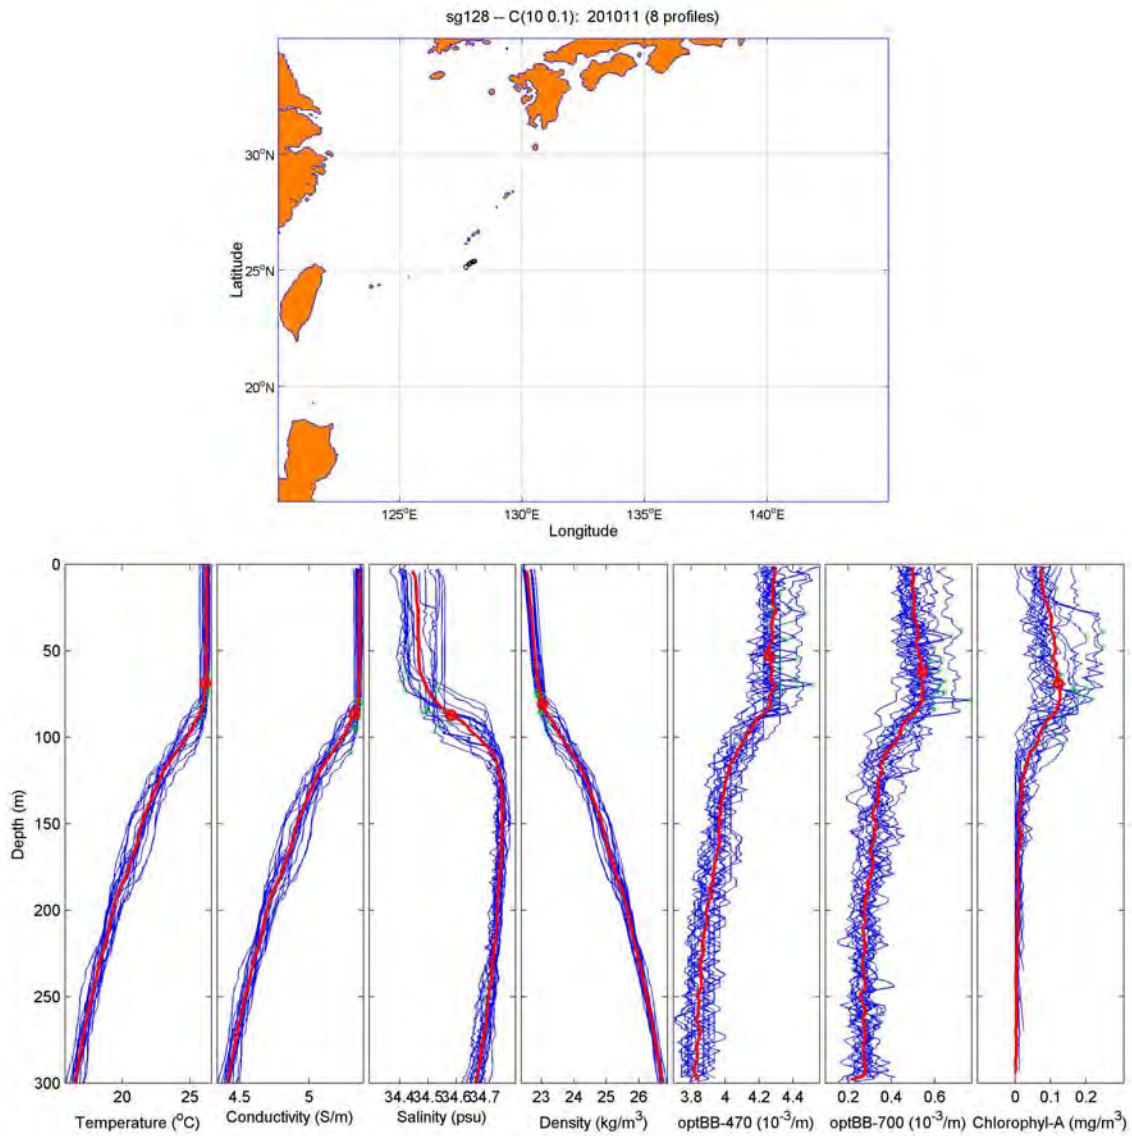 sg128 -- C(10 0.1): 201011 (8 profiles)
30°N
25°N
20°N
Latitude
125°E 130°E 135°E 140°E
Longitude
0
50
100
150
200
250
300
Depth (m)
20 25
4.5 5
34.4 34.5 34.6 34.7
23 24 25 26
3.8 4 4.2 4.4
0.2 0.4 0.6
0 0.1 0.2
Temperature (°C)
Conductivity (S/m)
Salinity (psu)
Density (kg/m³)
optBB-470 (10⁻³/m)
optBB-700 (10⁻³/m)
Chlorophyl-A (mg/m³)